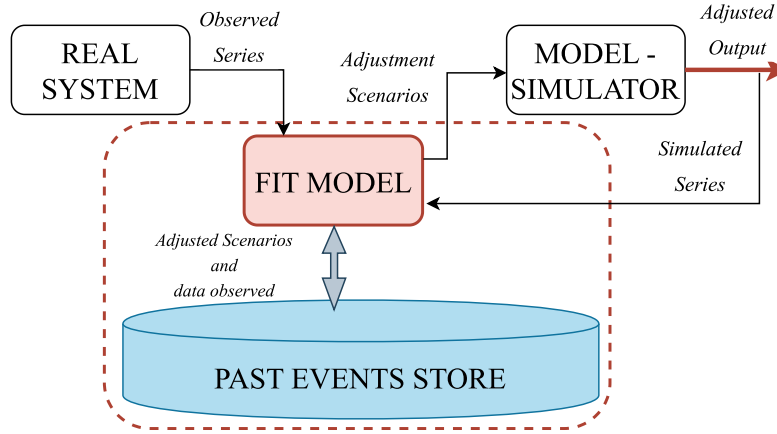 REAL
SYSTEM
Observed
Series
Adjustment
Scenarios
MODEL -
SIMULATOR
Adjusted
Output
Simulated
Series
FIT MODEL
Adjusted Scenarios
and
data observed
PAST EVENTS STORE